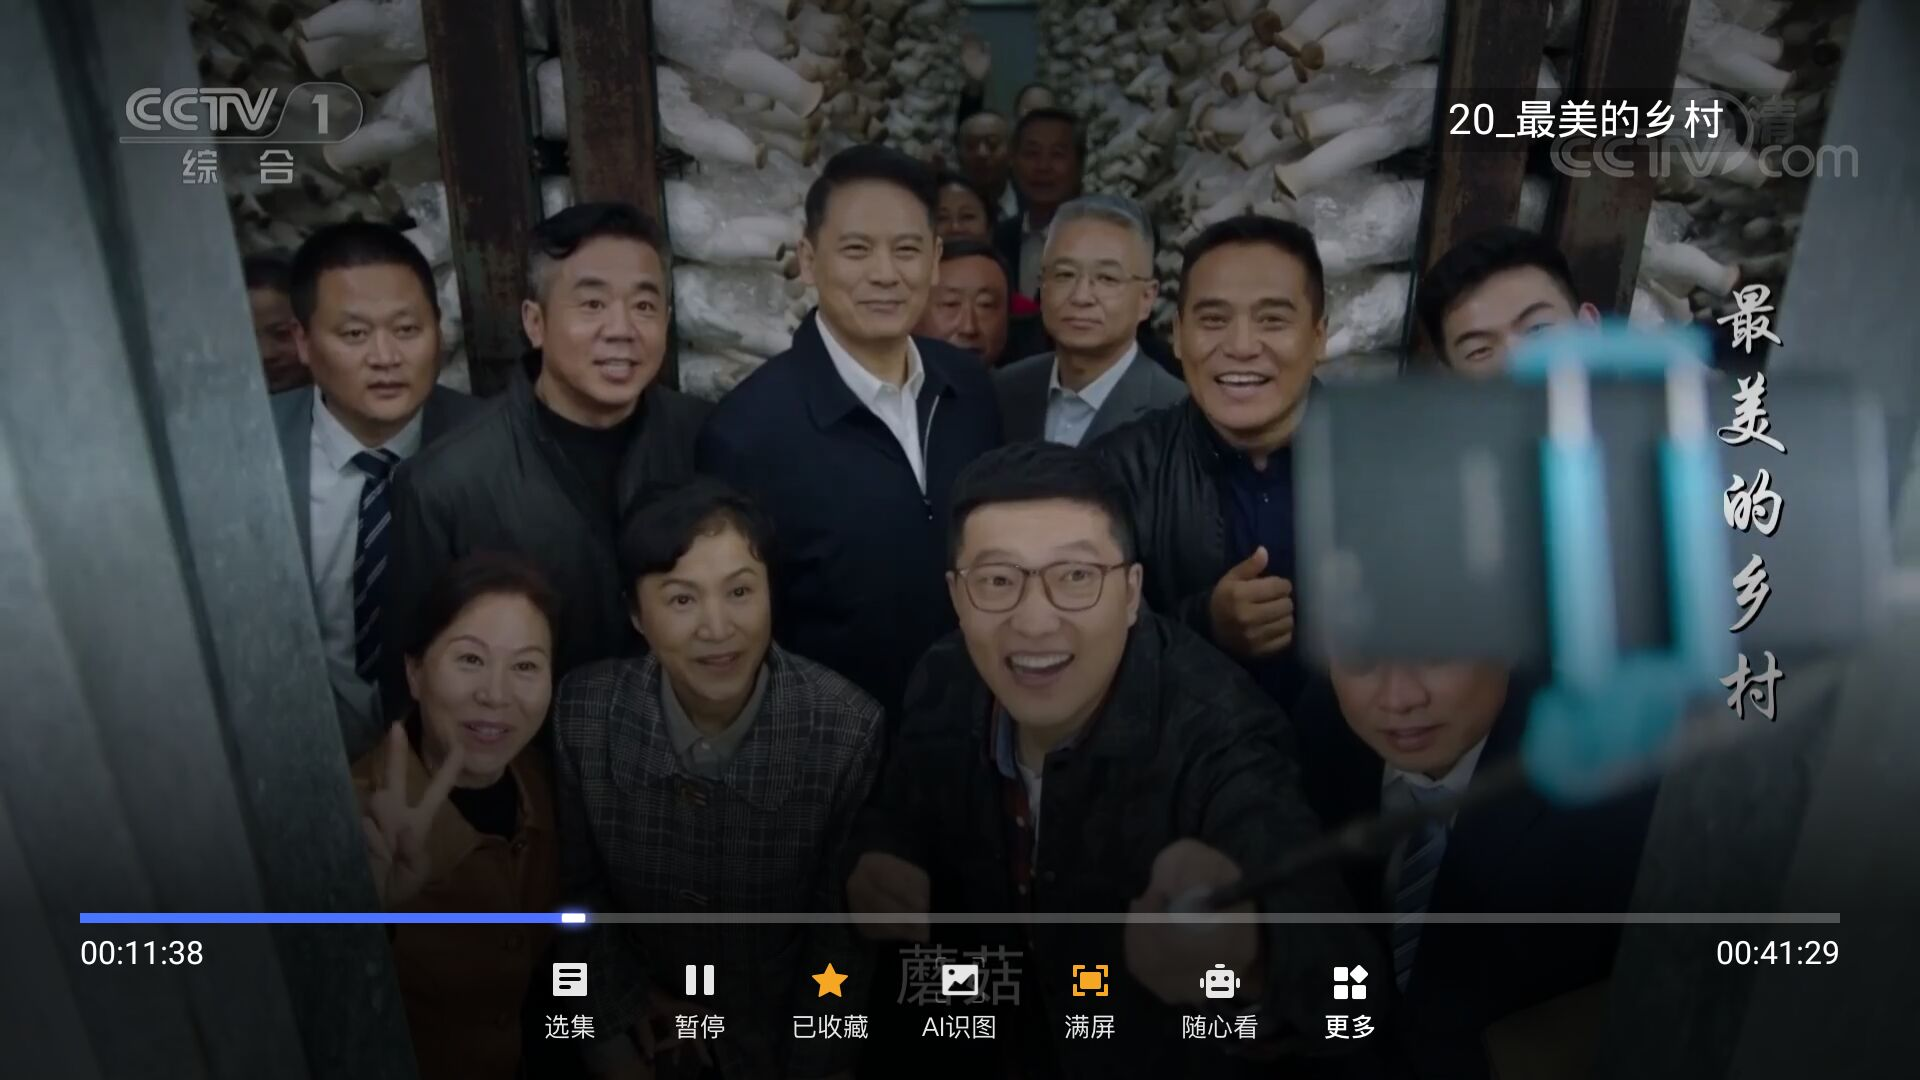 CCTV 1
综合
20_最美的乡村
清
CCTV.com
最美的乡村
00:11:38
00:41:29
蘑菇
选集
暂停
已收藏
AI识图
满屏
随心看
更多